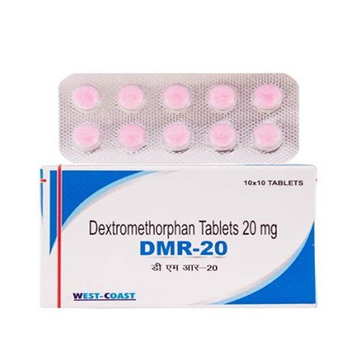 10x10 TABLETS
Dextromethorphan Tablets 20 mg
DMR-20
डी एम आर-20
WEST-COAST